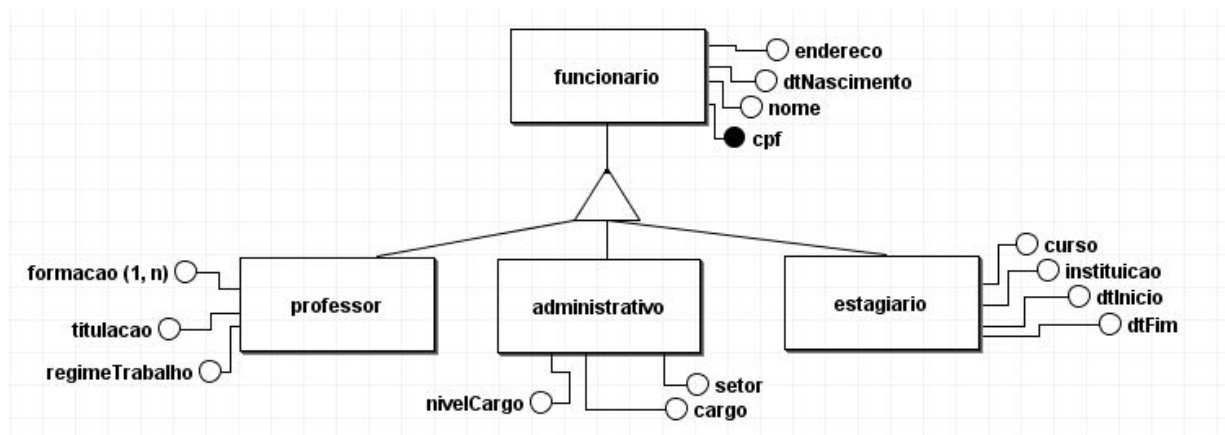 funcionario
endereco
dtNascimento
nome
cpf
professor
formacao (1, n)
titulacao
regimeTrabalho
administrativo
nivelCargo
cargo
setor
estagiario
curso
instituicao
dtInicio
dtFim